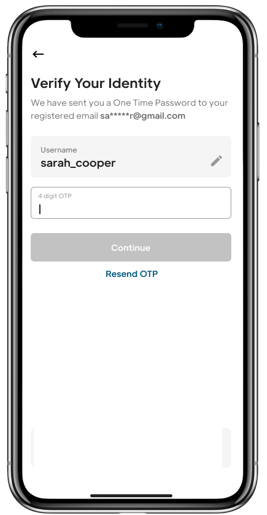 Verify Your Identity
We have sent you a One Time Password to your
registered email sa*****r@gmail.com
Username
sarah_cooper
4 digit OTP
Continue
Resend OTP